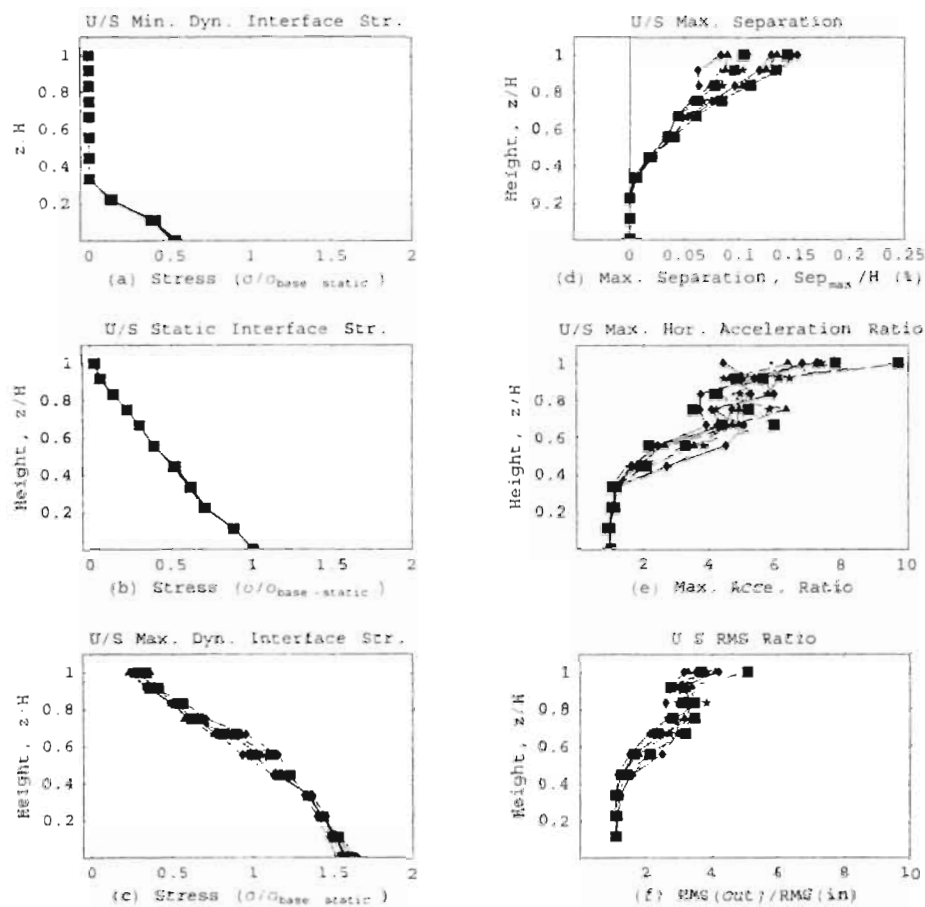 U/S Min. Dyn. Interface Str.
1
0.8
0.6
0.4
0.2
z.H
0 0.5 1 1.5 2
(a) Stress (σ/σbase static)
U/S Static Interface Str.
1
0.8
0.6
0.4
0.2
Height, z/H
0 0.5 1 1.5 2
(b) Stress (σ/σbase-static)
U/S Max. Dyn. Interface Str.
1
0.8
0.6
0.4
0.2
Height, z.H
0 0.5 1 1.5 2
(c) Stress (σ/σbase static)
U/S Max. Separation
1
0.8
0.6
0.4
0.2
Height, z/H
0 0.05 0.1 0.15 0.2 0.25
(d) Max. Separation, Sepmax/H (%)
U/S Max. Hor. Acceleration Ratio
1
0.8
0.6
0.4
0.2
Height, z/H
2 4 6 8 10
(e) Max. Acce. Ratio
U S RMS Ratio
1
0.8
0.6
0.4
0.2
Height, z/H
2 4 6 8 10
(f) RMS(out)/RMS(in)